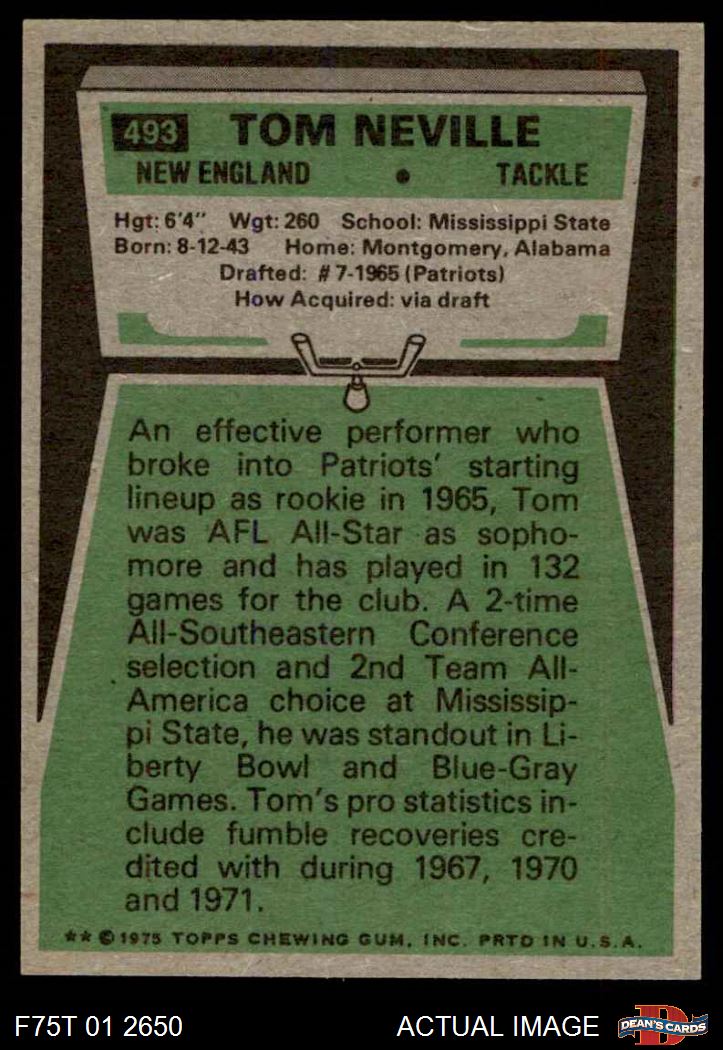 493 TOM NEVILLE
NEW ENGLAND • TACKLE
Hgt: 6'4" Wgt: 260 School: Mississippi State
Born: 8-12-43 Home: Montgomery, Alabama
Drafted: #7-1965 (Patriots)
How Acquired: via draft
An effective performer who
broke into Patriots' starting
lineup as rookie in 1965, Tom
was AFL All-Star as sopho-
more and has played in 132
games for the club. A 2-time
All-Southeastern Conference
selection and 2nd Team All-
America choice at Mississip-
pi State, he was standout in Li-
berty Bowl and Blue-Gray
Games. Tom's pro statistics in-
clude fumble recoveries cre-
dited with during 1967, 1970
and 1971.
** © 1975 TOPPS CHEWING GUM, INC. PRTD IN U.S.A.
F75T 01 2650 ACTUAL IMAGE D DEAN'S CARDS